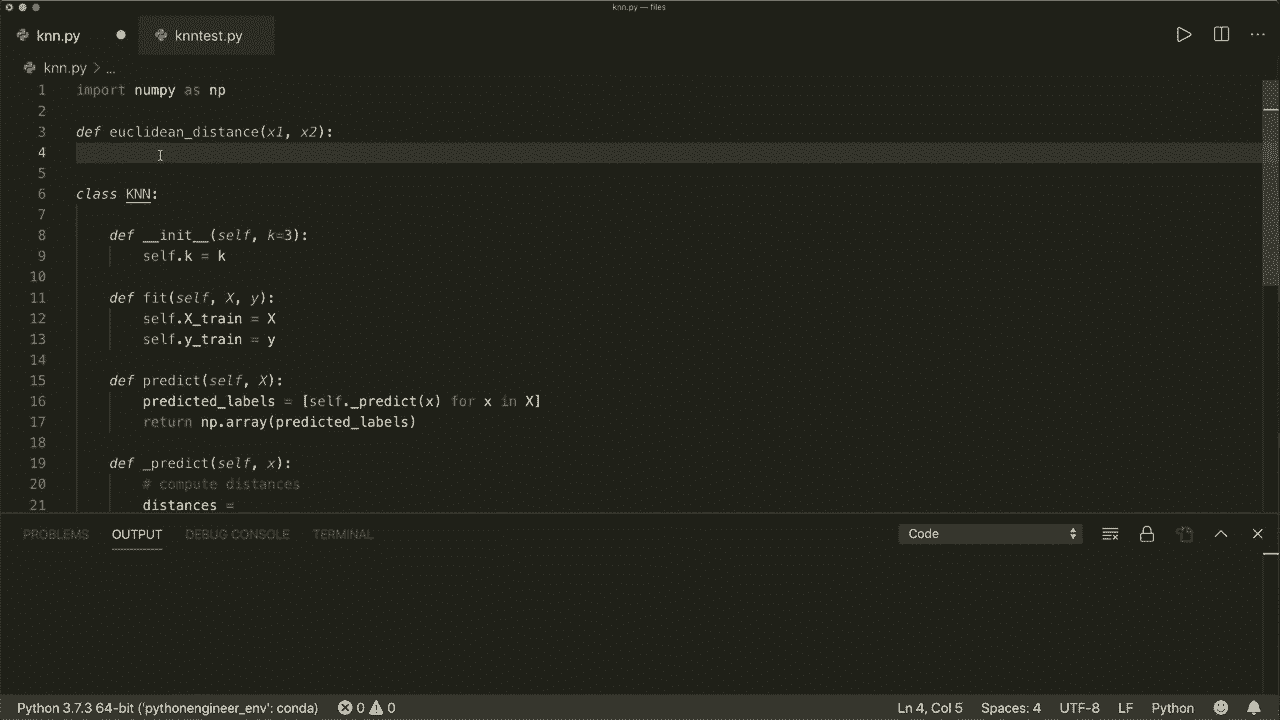 knn.py — files
knn.py knntest.py
knn.py > ...
1 import numpy as np
2
3 def euclidean_distance(x1, x2):
4
5
6 class KNN:
7
8 def __init__(self, k=3):
9 self.k = k
10
11 def fit(self, X, y):
12 self.X_train = X
13 self.y_train = y
14
15 def predict(self, X):
16 predicted_labels = [self._predict(x) for x in X]
17 return np.array(predicted_labels)
18
19 def _predict(self, x):
20 # compute distances
21 distances =
PROBLEMS OUTPUT DEBUG CONSOLE TERMINAL Code
Python 3.7.3 64-bit ('pythonengineer_env': conda) 0 0 Ln 4, Col 5 Spaces: 4 UTF-8 LF Python